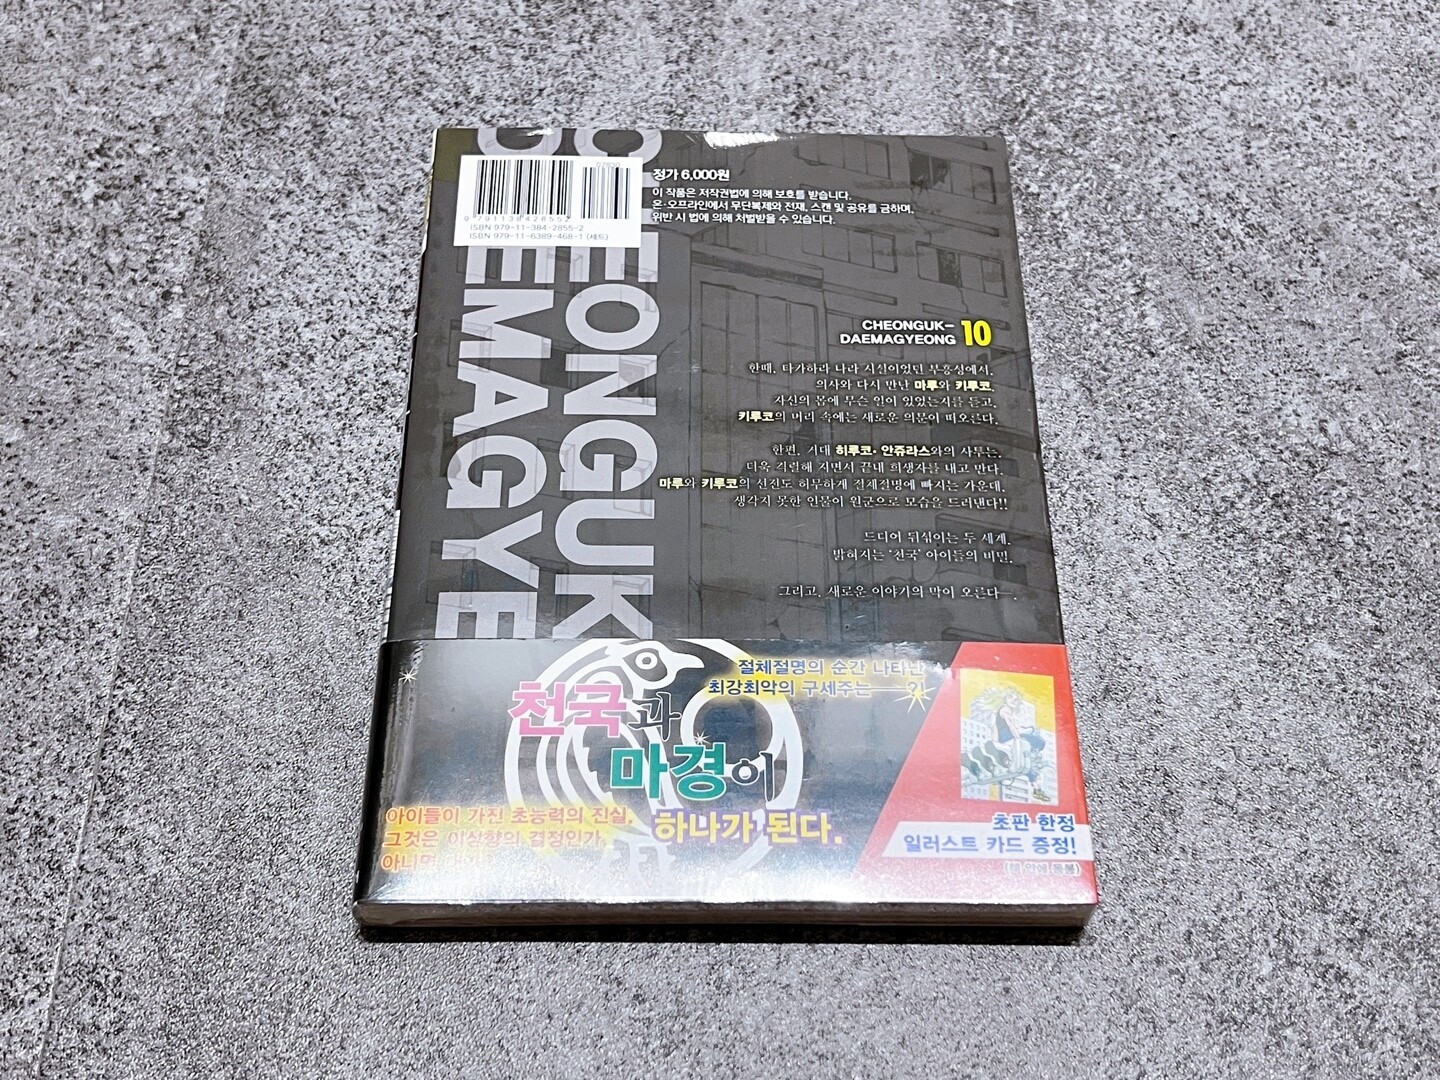 CHEONGUK
DAEMAGYE
07830
9 791138 428552
ISBN 979-11-384-2855-2
ISBN 979-11-6389-468-1 (세트)
정가 6,000원
이 작품은 저작권법에 의해 보호를 받습니다.
온·오프라인에서 무단복제와 전재, 스캔 및 공유를 금하며,
위반 시 법에 의해 처벌받을 수 있습니다.
CHEONGUK-
DAEMAGYEONG 10
한때, 타카하라 나라 시설이었던 부흥성에서,
의사와 다시 만난 마루와 키루코.
자신의 몸에 무슨 일이 있었는지를 듣고,
키루코의 머리 속에는 새로운 의문이 떠오른다.
한편, 거대 히루코·안쥬라스와의 사투는,
더욱 격렬해 지면서 끝내 희생자를 내고 만다.
마루와 키루코의 선전도 허무하게 절체절명에 빠지는 가운데,
생각지 못한 인물이 원군으로 모습을 드러낸다!!
드디어 뒤섞이는 두 세계.
밝혀지는 '천국' 아이들의 비밀.
그리고, 새로운 이야기의 막이 오른다—.
절체절명의 순간 나타난
최강최악의 구세주는——?!
천국과
마경이
하나가 된다.
아이들이 가진 초능력의 진실,
그것은 이상향의 결정인가,
아니면
초판 한정
일러스트 카드 증정!
(책 안에 동봉)